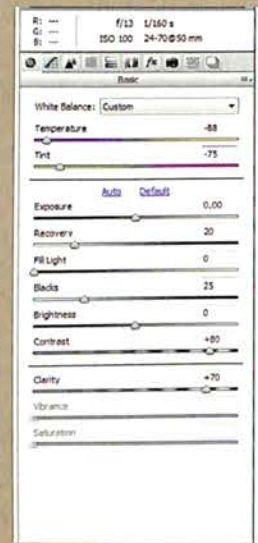 R: --- f/13 1/160 s
G: ---
B: --- ISO 100 24-70@50 mm
Basic
White Balance: Custom
Temperature -88
Tint -75
Auto Default
Exposure 0.00
Recovery 20
Fill Light 0
Blacks 25
Brightness 0
Contrast +80
Clarity +70
Vibrance
Saturation